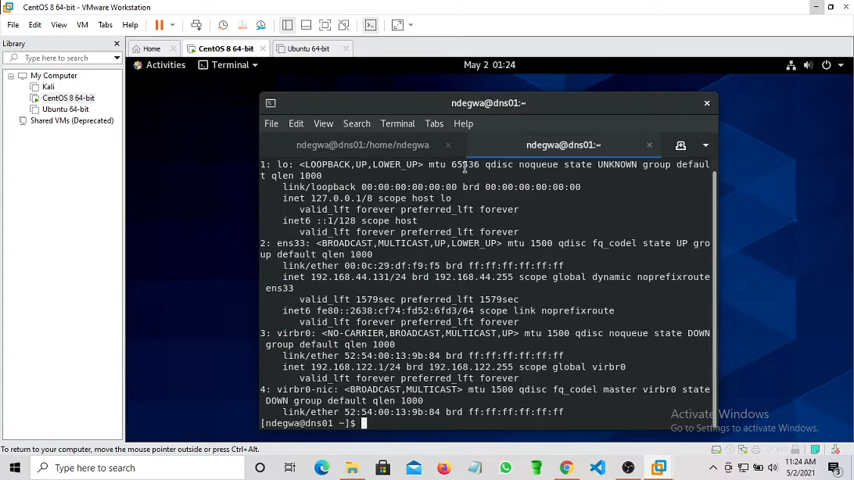 CentOS 8 64-bit - VMware Workstation
File Edit View VM Tabs Help
Library
Type here to search
My Computer
Kali
CentOS 8 64-bit
Ubuntu 64-bit
Shared VMs (Deprecated)
Home CentOS 8 64-bit Ubuntu 64-bit
Activities Terminal May 2 01:24
ndegwa@dns01:~
File Edit View Search Terminal Tabs Help
ndegwa@dns01:/home/ndegwa ndegwa@dns01:~
1: lo: <LOOPBACK,UP,LOWER_UP> mtu 65536 qdisc noqueue state UNKNOWN group defaul
t qlen 1000
link/loopback 00:00:00:00:00:00 brd 00:00:00:00:00:00
inet 127.0.0.1/8 scope host lo
valid_lft forever preferred_lft forever
inet6 ::1/128 scope host
valid_lft forever preferred_lft forever
2: ens33: <BROADCAST,MULTICAST,UP,LOWER_UP> mtu 1500 qdisc fq_codel state UP gro
up default qlen 1000
link/ether 00:0c:29:df:f9:f5 brd ff:ff:ff:ff:ff:ff
inet 192.168.44.131/24 brd 192.168.44.255 scope global dynamic noprefixroute
ens33
valid_lft 1579sec preferred_lft 1579sec
inet6 fe80::2638:cf74:fd52:6fd3/64 scope link noprefixroute
valid_lft forever preferred_lft forever
3: virbr0: <NO-CARRIER,BROADCAST,MULTICAST,UP> mtu 1500 qdisc noqueue state DOWN
group default qlen 1000
link/ether 52:54:00:13:9b:84 brd ff:ff:ff:ff:ff:ff
inet 192.168.122.1/24 brd 192.168.122.255 scope global virbr0
valid_lft forever preferred_lft forever
4: virbr0-nic: <BROADCAST,MULTICAST> mtu 1500 qdisc fq_codel master virbr0 state
DOWN group default qlen 1000
link/ether 52:54:00:13:9b:84 brd ff:ff:ff:ff:ff:ff
[ndegwa@dns01 ~]$
Activate Windows
Go to Settings to activate Windows.
To return to your computer, move the mouse pointer outside or press Ctrl+Alt.
Type here to search
11:24 AM
5/2/2021
3